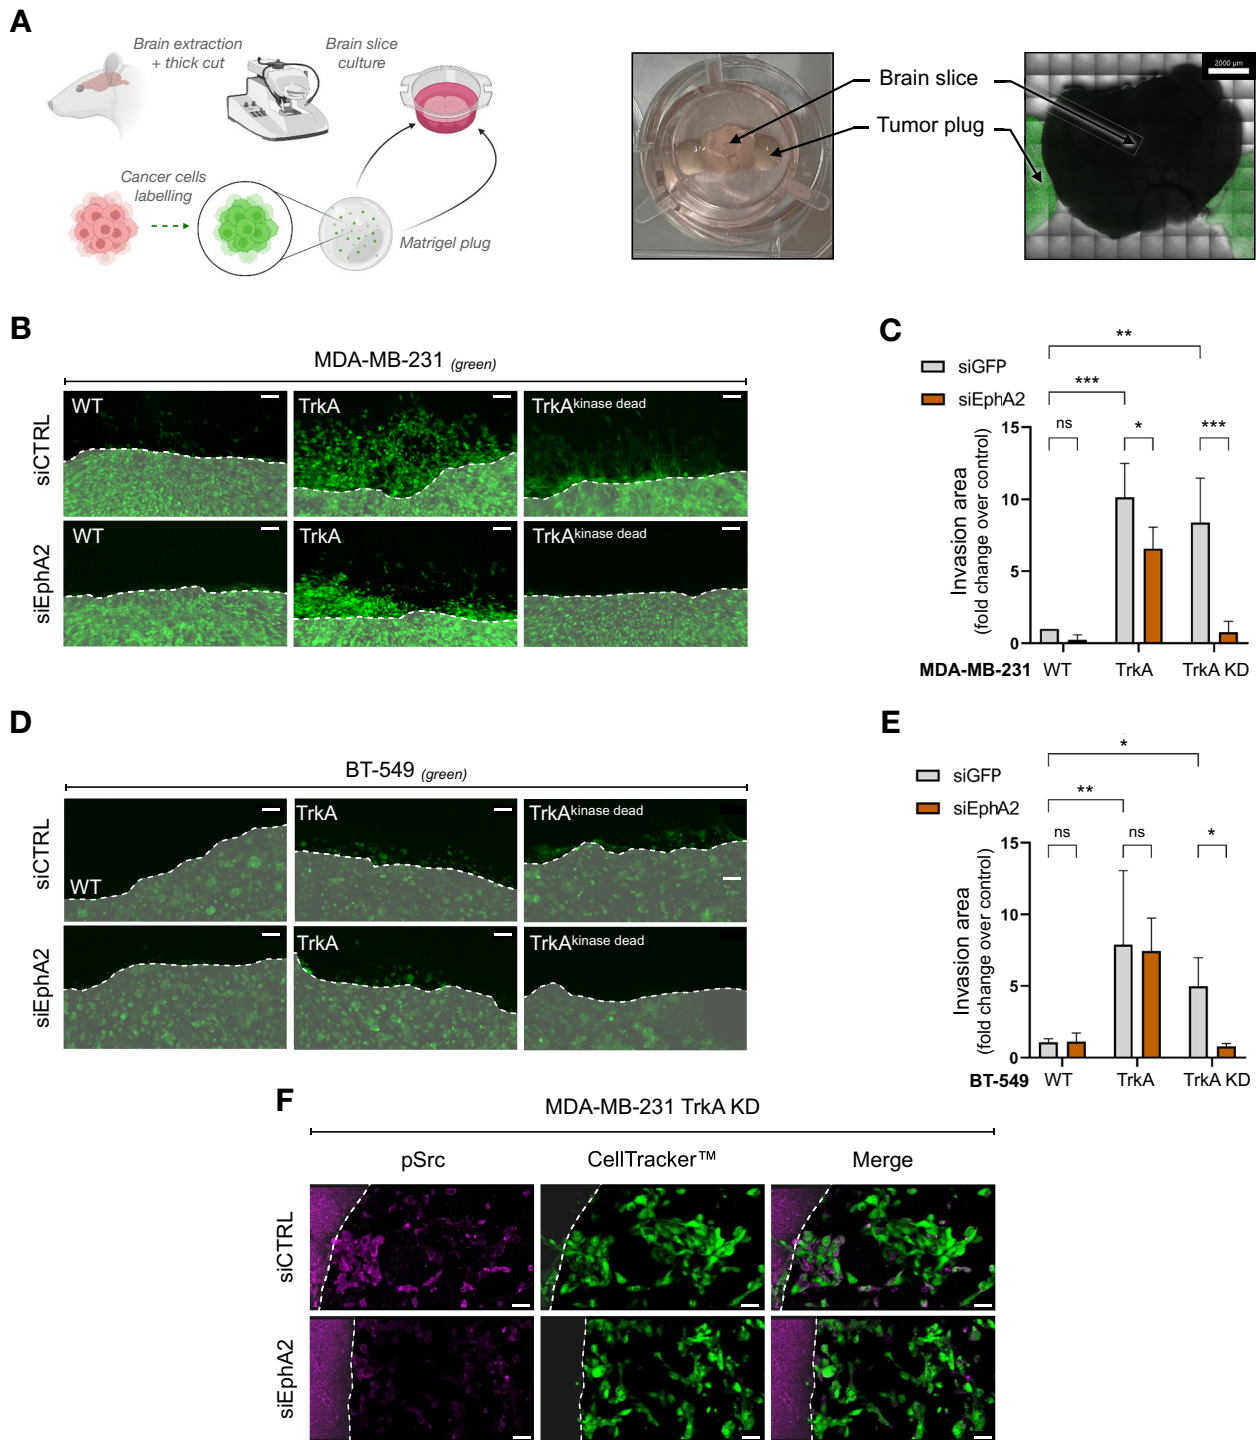 A
Brain extraction
+ thick cut
Brain slice
culture
Cancer cells
labelling
Matrigel plug
Brain slice
Tumor plug
2000 µm
B
MDA-MB-231 (green)
siCTRL
WT
TrkA
TrkAkinase dead
siEphA2
WT
TrkA
TrkAkinase dead
C
siGFP
siEphA2
**
***
ns
*
***
Invasion area
(fold change over control)
15
10
5
0
MDA-MB-231
WT
TrkA
TrkA KD
D
BT-549 (green)
siCTRL
WT
TrkA
TrkAkinase dead
siEphA2
TrkA
TrkAkinase dead
E
siGFP
siEphA2
*
**
ns
ns
*
Invasion area
(fold change over control)
15
10
5
0
BT-549
WT
TrkA
TrkA KD
F
MDA-MB-231 TrkA KD
pSrc
CellTracker™
Merge
siCTRL
siEphA2